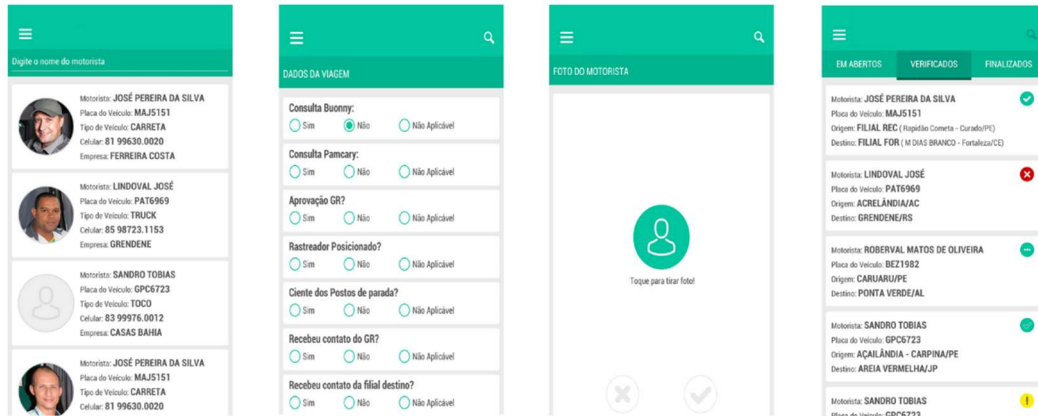 Digite o nome do motorista
Motorista: JOSÉ PEREIRA DA SILVA
Placa do Veículo: MAJ5151
Tipo de Veículo: CARRETA
Celular: 81 99630.0020
Empresa: FERREIRA COSTA
Motorista: LINDOVAL JOSÉ
Placa do Veículo: PAT6969
Tipo de Veículo: TRUCK
Celular: 85 98723.1153
Empresa: GRENDENE
Motorista: SANDRO TOBIAS
Placa do Veículo: GPC6723
Tipo de Veículo: TOCO
Celular: 83 99976.0012
Empresa: CASAS BAHIA
Motorista: JOSÉ PEREIRA DA SILVA
Placa do Veículo: MAJ5151
Tipo de Veículo: CARRETA
Celular: 81 99630.0020
DADOS DA VIAGEM
Consulta Buonny:
Sim Não Não Aplicável
Consulta Pamcary:
Sim Não Não Aplicável
Aprovação GR?
Sim Não Não Aplicável
Rastreador Posicionado?
Sim Não Não Aplicável
Ciente dos Postos de parada?
Sim Não Não Aplicável
Recebeu contato do GR?
Sim Não Não Aplicável
Recebeu contato da filial destino?
Sim Não Não Aplicável
FOTO DO MOTORISTA
Toque para tirar foto!
EM ABERTOS VERIFICADOS FINALIZADOS
Motorista: JOSÉ PEREIRA DA SILVA
Placa do Veículo: MAJ5151
Origem: FILIAL REC ( Rapidão Cometa - Curado/PE)
Destino: FILIAL FOR ( M DIAS BRANCO - Fortaleza/CE)
Motorista: LINDOVAL JOSÉ
Placa do Veículo: PAT6969
Origem: ACRELÂNDIA/AC
Destino: GRENDENE/RS
Motorista: ROBERVAL MATOS DE OLIVEIRA
Placa do Veículo: BEZ1982
Origem: CARUARU/PE
Destino: PONTA VERDE/AL
Motorista: SANDRO TOBIAS
Placa do Veículo: GPC6723
Origem: AÇAILÂNDIA - CARPINA/PE
Destino: AREIA VERMELHA/JP
Motorista: SANDRO TOBIAS
Placa do Veículo: GPC6723